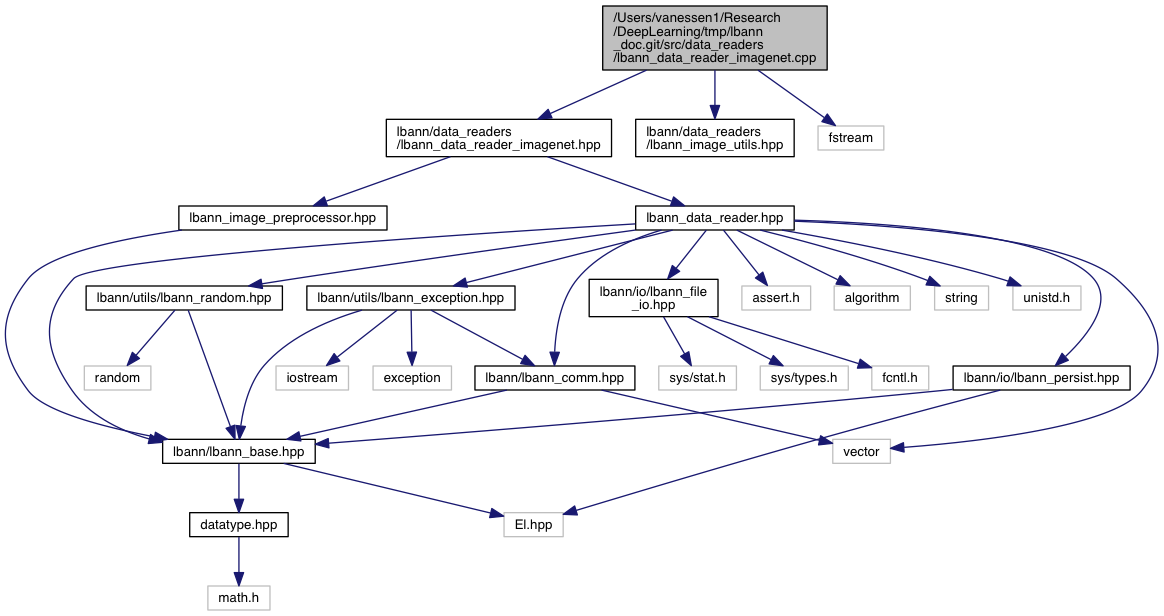 /Users/vanessen1/Research
/DeepLearning/tmp/lbann
_doc.git/src/data_readers
/lbann_data_reader_imagenet.cpp
lbann/data_readers
/lbann_data_reader_imagenet.hpp
lbann/data_readers
/lbann_image_utils.hpp
fstream
lbann_image_preprocessor.hpp
lbann_data_reader.hpp
lbann/utils/lbann_random.hpp
lbann/utils/lbann_exception.hpp
lbann/io/lbann_file
_io.hpp
assert.h
algorithm
string
unistd.h
random
iostream
exception
lbann/lbann_comm.hpp
sys/stat.h
sys/types.h
fcntl.h
lbann/io/lbann_persist.hpp
lbann/lbann_base.hpp
vector
datatype.hpp
El.hpp
math.h